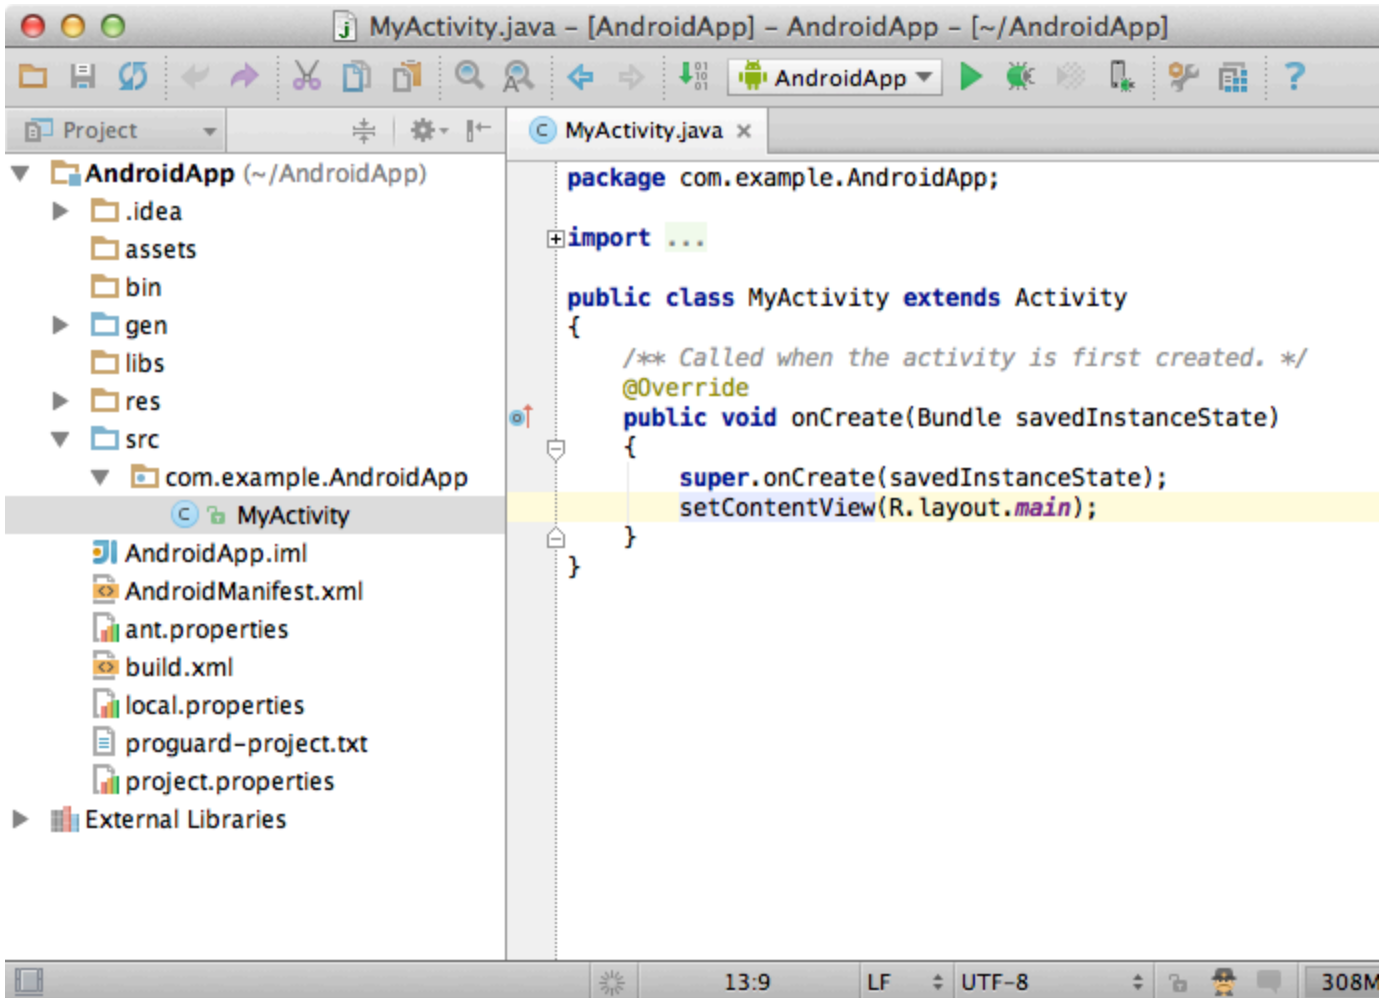 MyActivity.java – [AndroidApp] – AndroidApp – [~/AndroidApp]
AndroidApp
Project
MyActivity.java
AndroidApp (~/AndroidApp)
.idea
assets
bin
gen
libs
res
src
com.example.AndroidApp
MyActivity
AndroidApp.iml
AndroidManifest.xml
ant.properties
build.xml
local.properties
proguard-project.txt
project.properties
External Libraries
package com.example.AndroidApp;
import ...
public class MyActivity extends Activity
{
/** Called when the activity is first created. */
@Override
public void onCreate(Bundle savedInstanceState)
{
super.onCreate(savedInstanceState);
setContentView(R.layout.main);
}
}
13:9 LF UTF-8 308M